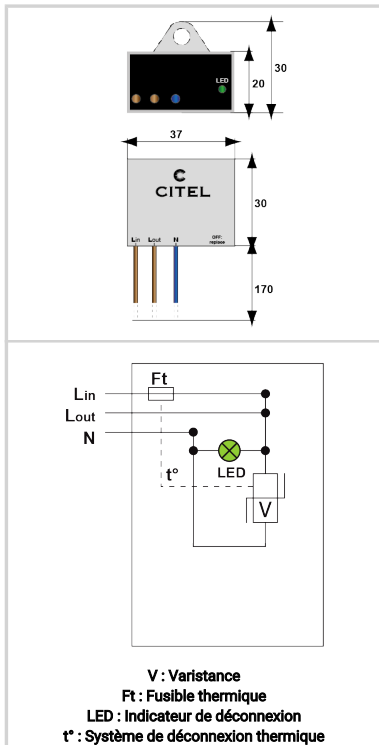 LED
30
20
37
C
CITEL
30
Lin
Lout
N
OFF:
replace
170
Ft
Lin
Lout
N
t°
LED
V
V : Varistance
Ft : Fusible thermique
LED : Indicateur de déconnexion
t° : Système de déconnexion thermique